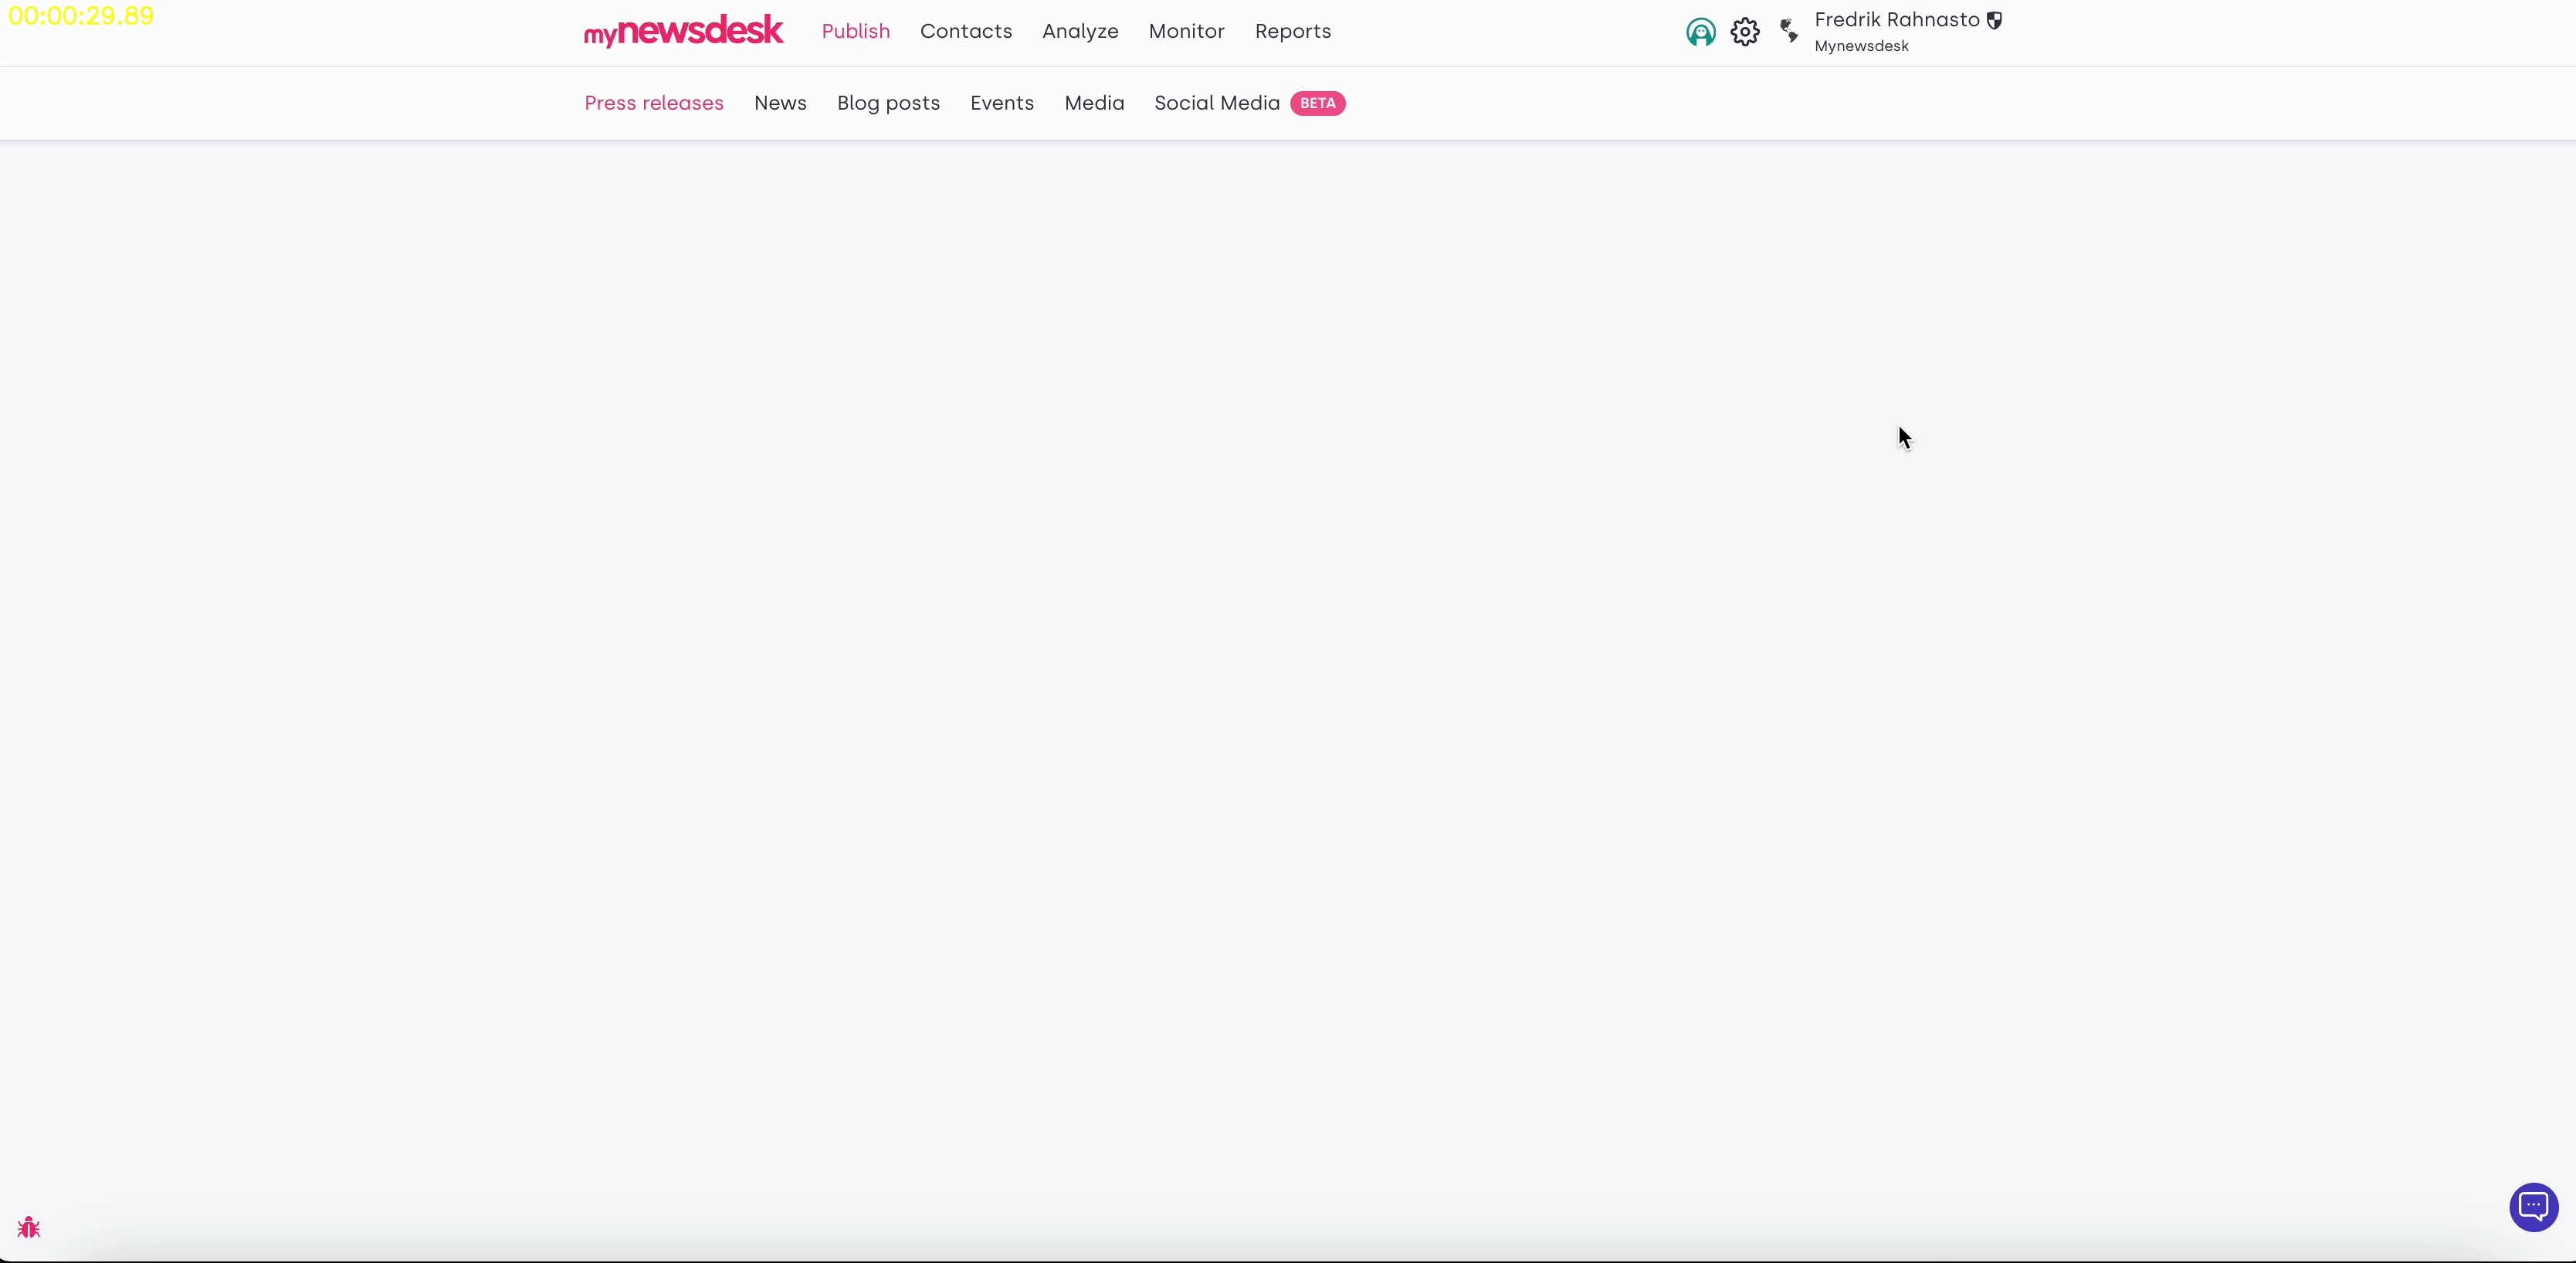 00:00:29.89
mynewsdesk Publish Contacts Analyze Monitor Reports
Fredrik Rahnasto
Mynewsdesk
Press releases News Blog posts Events Media Social Media BETA